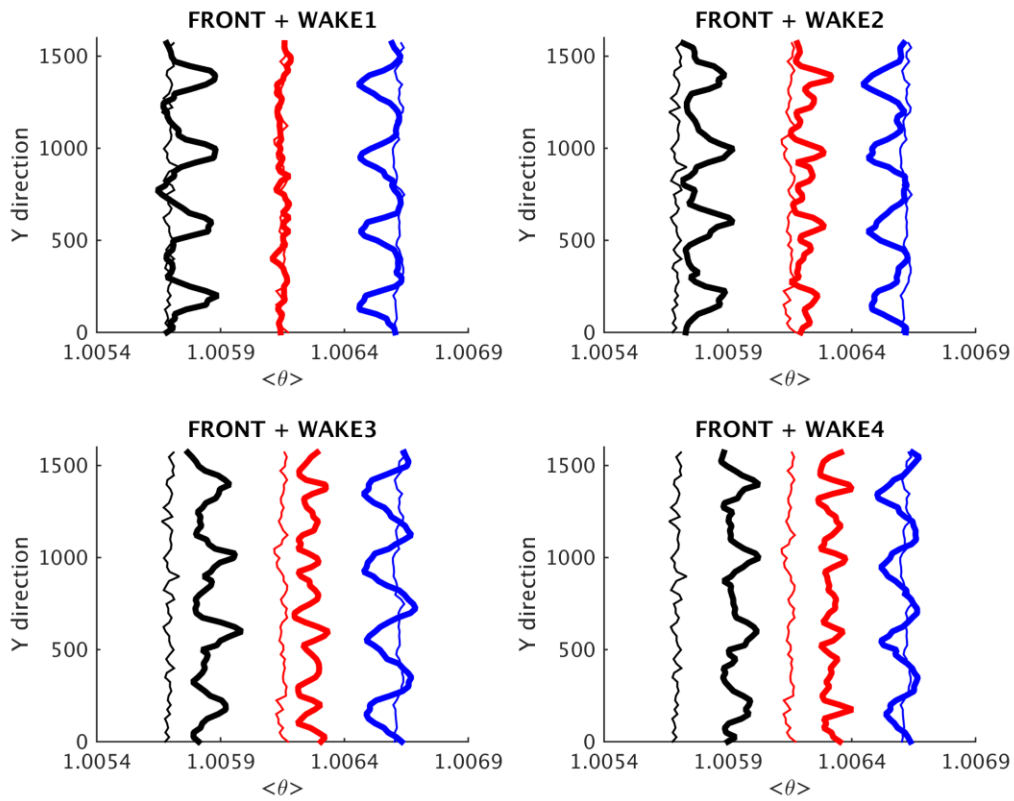 FRONT + WAKE1
1500
1000
500
0
Y direction
1.0054 1.0059 1.0064 1.0069
<θ>
FRONT + WAKE2
1500
1000
500
0
Y direction
1.0054 1.0059 1.0064 1.0069
<θ>
FRONT + WAKE3
1500
1000
500
0
Y direction
1.0054 1.0059 1.0064 1.0069
<θ>
FRONT + WAKE4
1500
1000
500
0
Y direction
1.0054 1.0059 1.0064 1.0069
<θ>